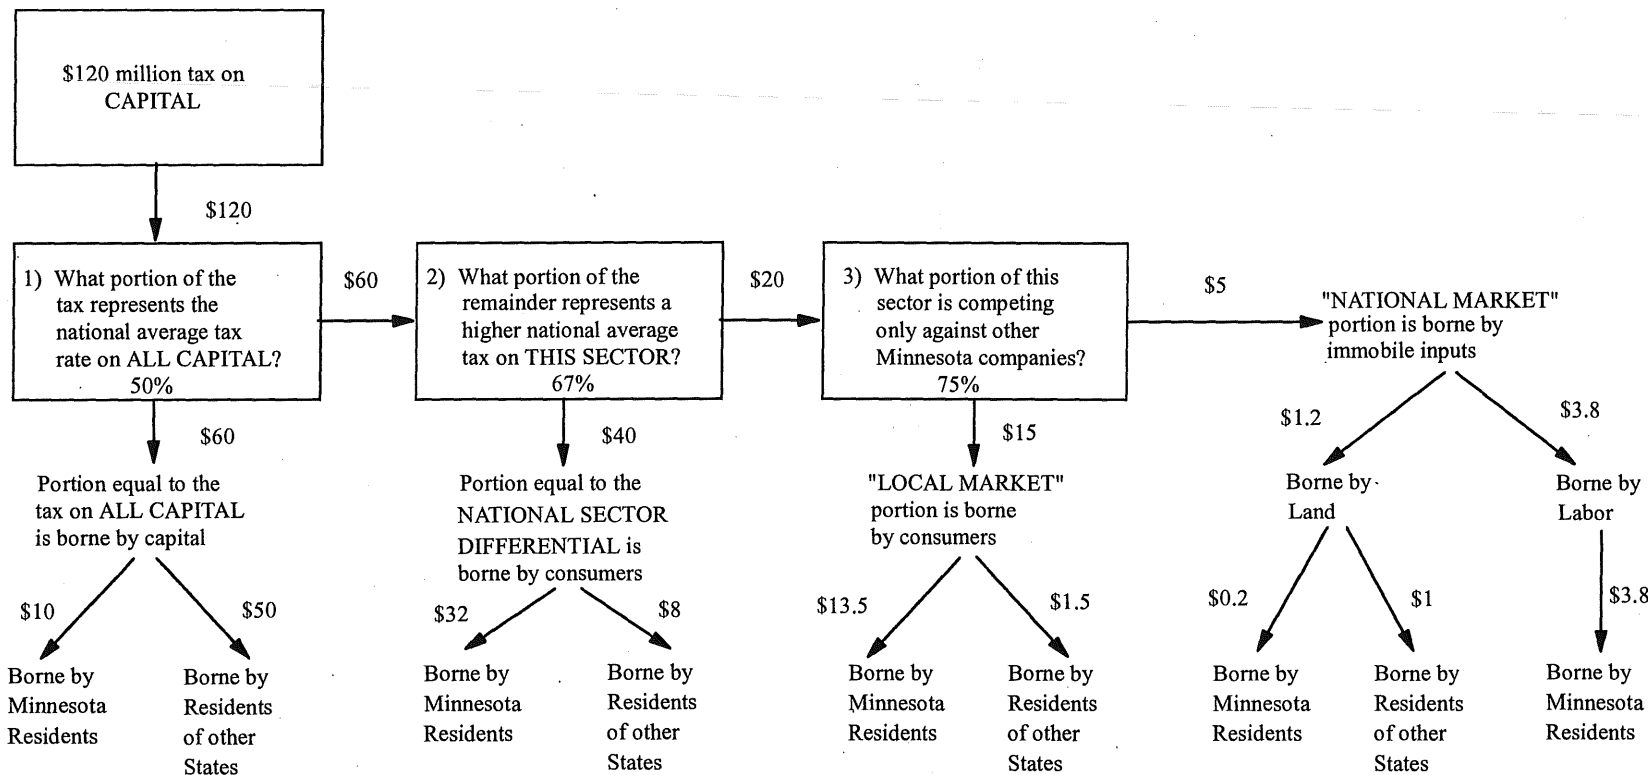 $120 million tax on
CAPITAL
$120
1) What portion of the
tax represents the
national average tax
rate on ALL CAPITAL?
50%
$60
2) What portion of the
remainder represents a
higher national average
tax on THIS SECTOR?
67%
$20
3) What portion of this
sector is competing
only against other
Minnesota companies?
75%
$5
"NATIONAL MARKET"
portion is borne by
immobile inputs
$60
Portion equal to the
tax on ALL CAPITAL
is borne by capital
$40
Portion equal to the
NATIONAL SECTOR
DIFFERENTIAL is
borne by consumers
$15
"LOCAL MARKET"
portion is borne
by consumers
$1.2
Borne by
Land
$3.8
Borne by
Labor
$10
Borne by
Minnesota
Residents
$50
Borne by
Residents
of other
States
$32
Borne by
Minnesota
Residents
$8
Borne by
Residents
of other
States
$13.5
Borne by
Minnesota
Residents
$1.5
Borne by
Residents
of other
States
$0.2
Borne by
Minnesota
Residents
$1
Borne by
Residents
of other
States
$3.8
Borne by
Minnesota
Residents